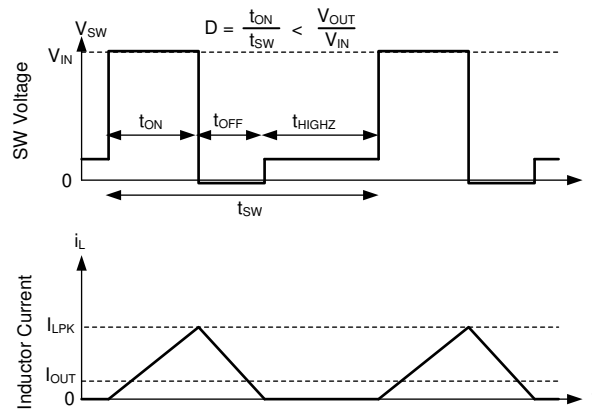 V_SW
D = t_ON / t_SW < V_OUT / V_IN
V_IN
SW Voltage
t_ON
t_OFF
t_HIGHZ
0
t_SW
i_L
Inductor Current
I_LPK
I_OUT
0